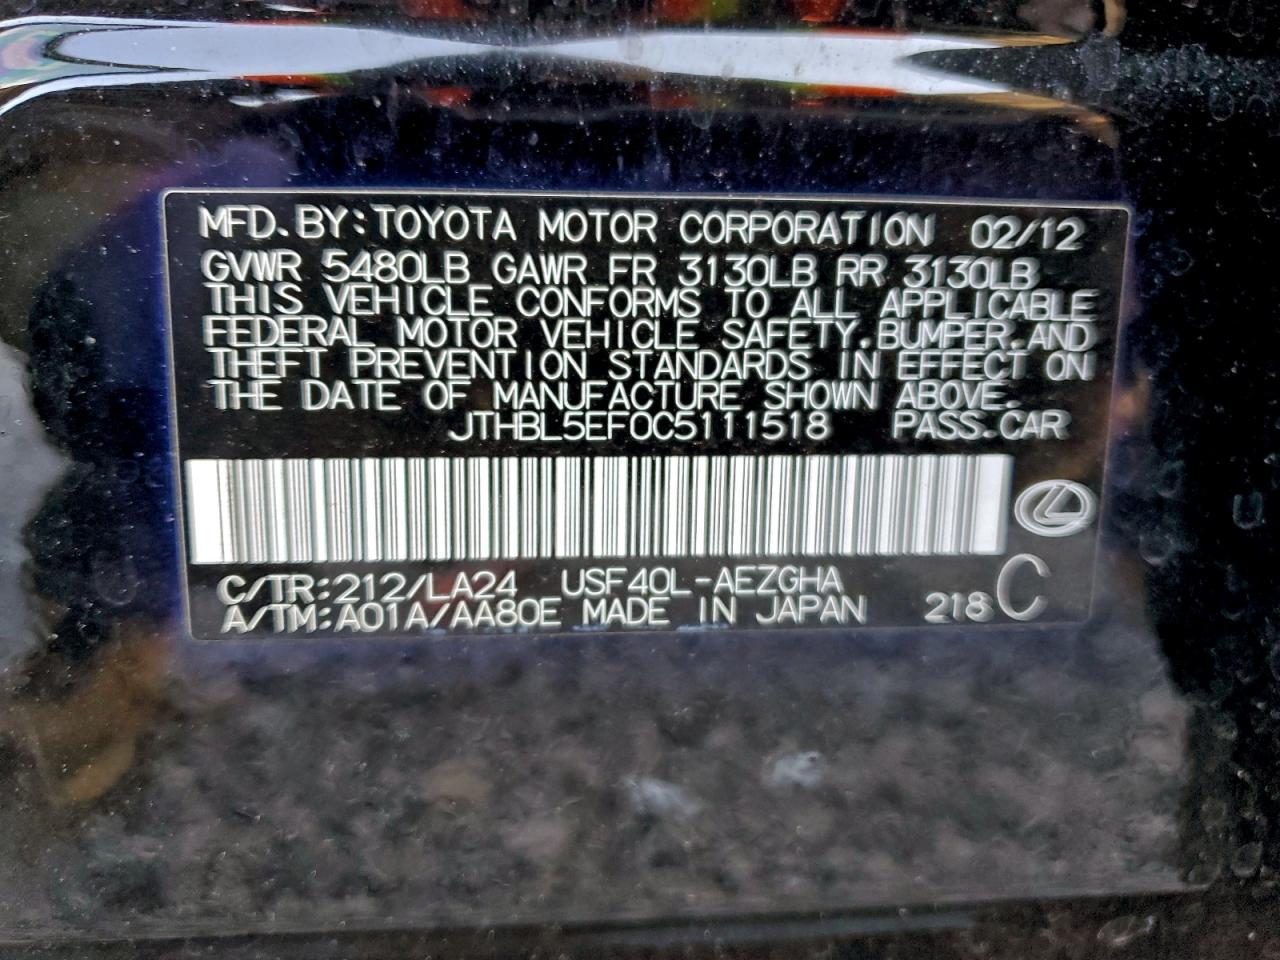 MFD. BY: TOYOTA MOTOR CORPORATION 02/12
GVWR 5480LB GAWR FR 3130LB RR 3130LB
THIS VEHICLE CONFORMS TO ALL APPLICABLE
FEDERAL MOTOR VEHICLE SAFETY, BUMPER, AND
THEFT PREVENTION STANDARDS IN EFFECT ON
THE DATE OF MANUFACTURE SHOWN ABOVE.
JTHBL5EF0C5111518 PASS. CAR
C/TR: 212/LA24 USF40L-AEZGHA
A/TM: A01A/AA80E MADE IN JAPAN 218 C